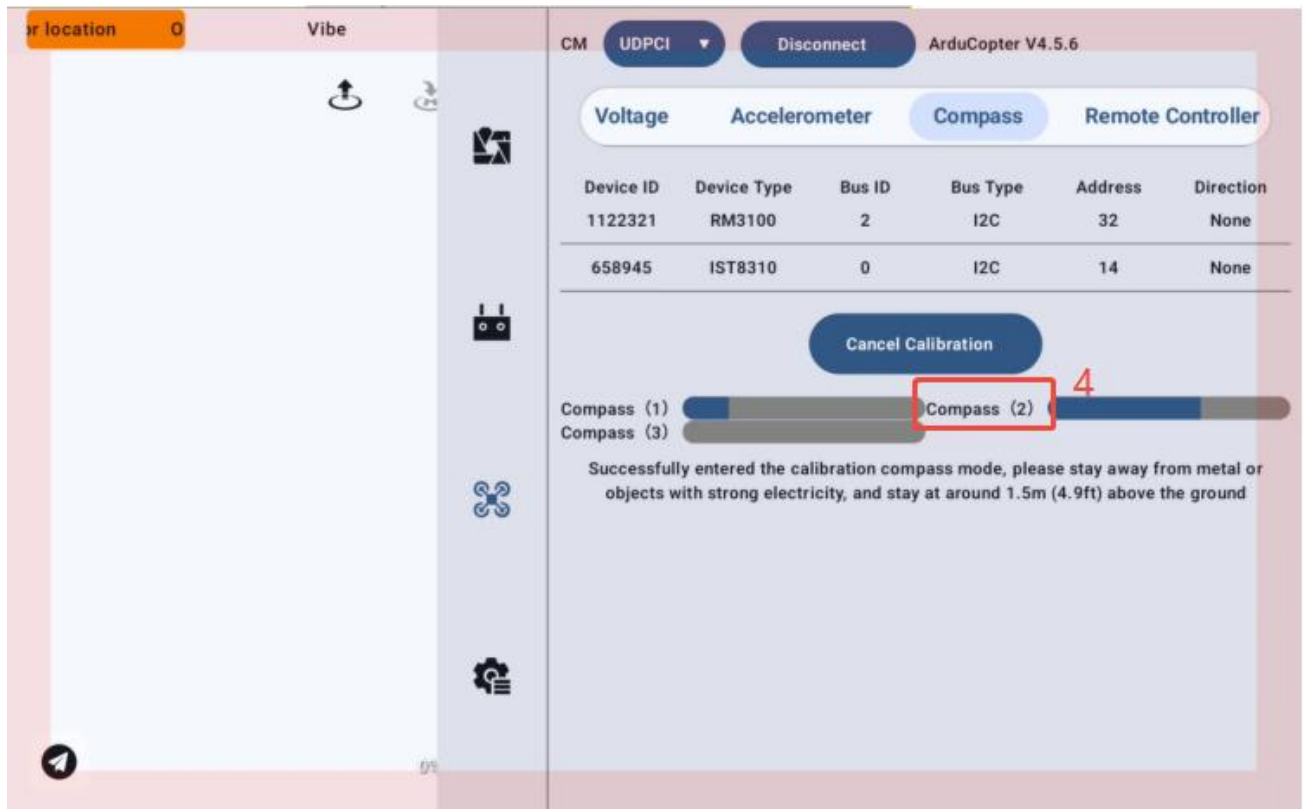 or location O Vibe
CM UDPCI Disconnect ArduCopter V4.5.6
Voltage Accelerometer Compass Remote Controller
Device ID Device Type Bus ID Bus Type Address Direction
1122321 RM3100 2 I2C 32 None
658945 IST8310 0 I2C 14 None
Cancel Calibration
4
Compass (1) Compass (2)
Compass (3)
Successfully entered the calibration compass mode, please stay away from metal or
objects with strong electricity, and stay at around 1.5m (4.9ft) above the ground